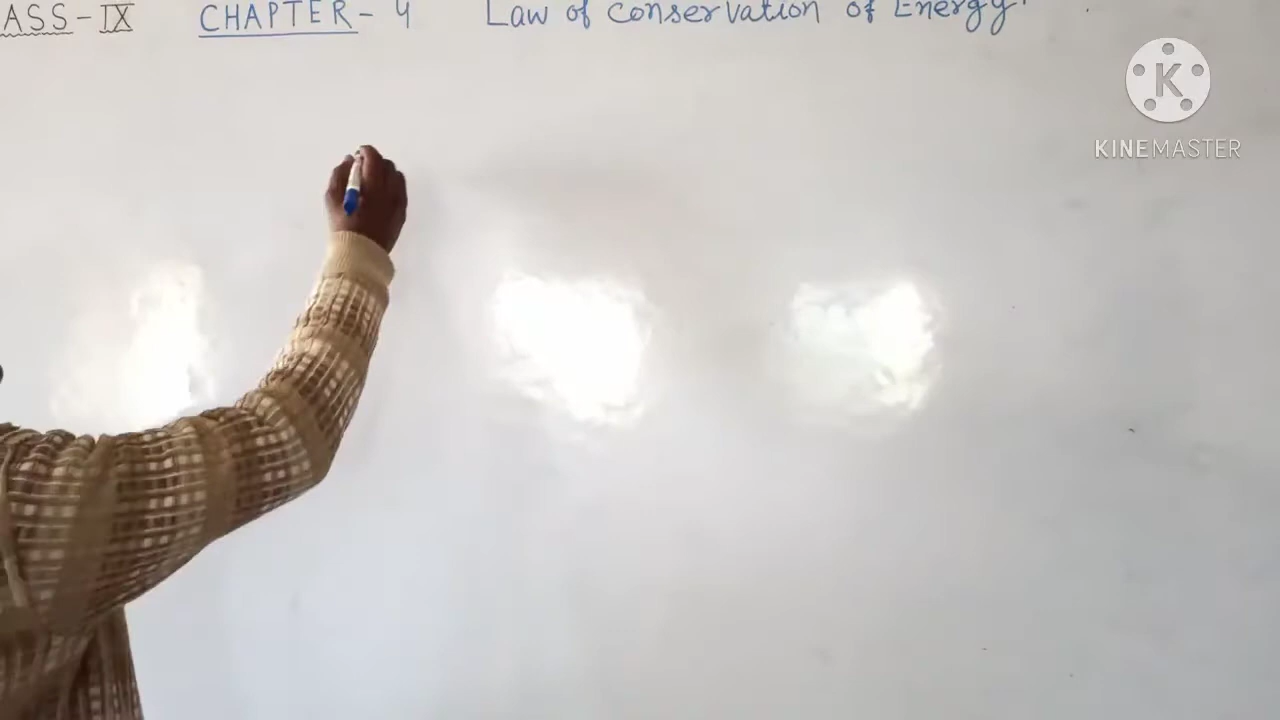 ASS - IX CHAPTER - 4 Law of Conservation of Energy.
K
KINEMASTER